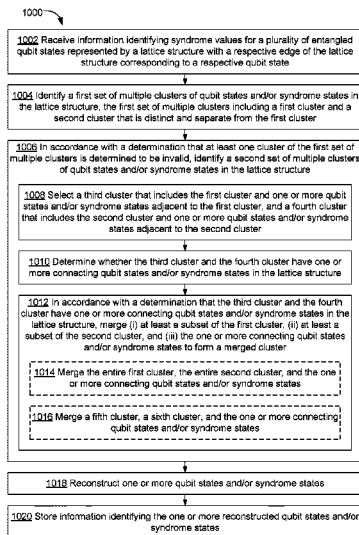 1000
1002 Receive information identifying syndrome values for a plurality of entangled
qubit states represented by a lattice structure with a respective edge of the lattice
structure corresponding to a respective qubit state
1004 Identify a first set of multiple clusters of qubit states and/or syndrome states in
the lattice structure, the first set of multiple clusters including a first cluster and a
second cluster that is distinct and separate from the first cluster
1006 In accordance with a determination that at least one cluster of the first set of
multiple clusters is determined to be invalid, identify a second set of multiple clusters
of qubit states and/or syndrome states in the lattice structure
1008 Select a third cluster that includes the first cluster and one or more qubit
states and/or syndrome states adjacent to the first cluster, and a fourth cluster
that includes the second cluster and one or more qubit states and/or syndrome
states adjacent to the second cluster
1010 Determine whether the third cluster and the fourth cluster have one or
more connecting qubit states and/or syndrome states in the lattice structure
1012 In accordance with a determination that the third cluster and the fourth
cluster have one or more connecting qubit states and/or syndrome states in the
lattice structure, merge (i) at least a subset of the first cluster, (ii) at least a
subset of the second cluster, and (iii) the one or more connecting qubit states
and/or syndrome states to form a merged cluster
1014 Merge the entire first cluster, the entire second cluster, and the one
or more connecting qubit states and/or syndrome states
1016 Merge a fifth cluster, a sixth cluster, and the one or more connecting
qubit states and/or syndrome states
1018 Reconstruct one or more qubit states and/or syndrome states
1020 Store information identifying the one or more reconstructed qubit states and/or
syndrome states